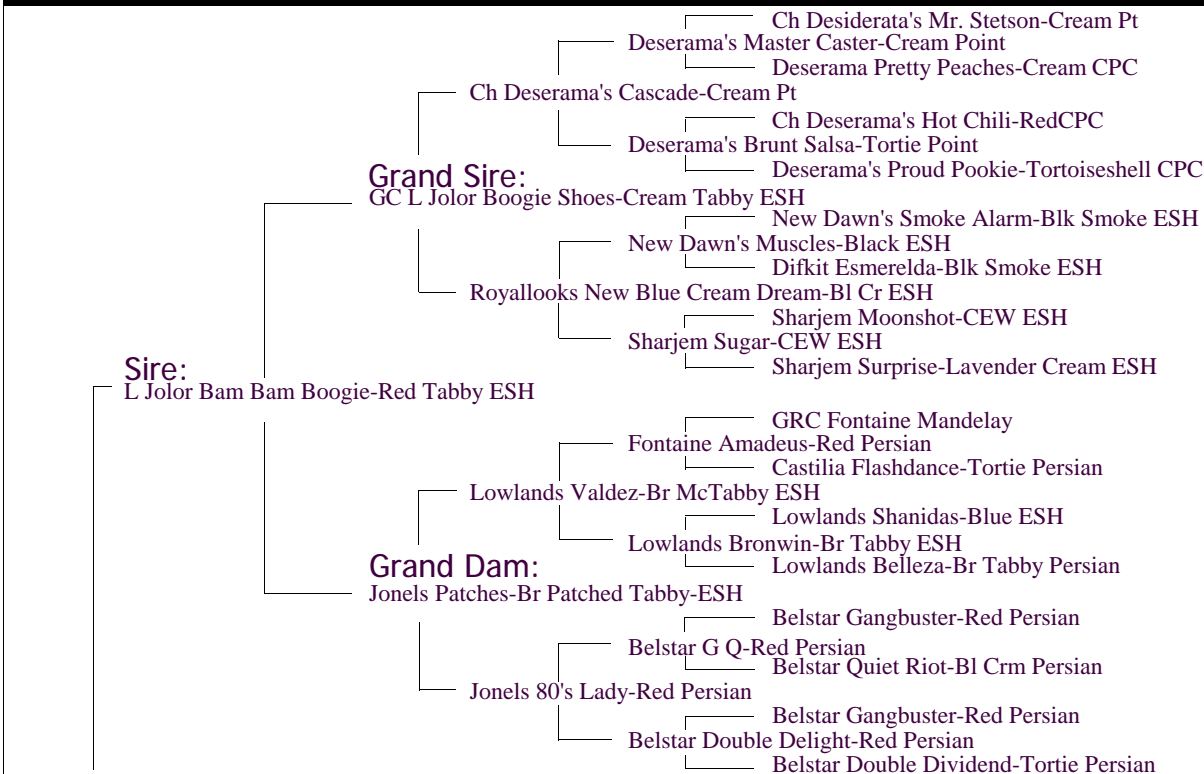 Ch Desiderata's Mr. Stetson-Cream Pt
Deserama's Master Caster-Cream Point
Deserama Pretty Peaches-Cream CPC
Ch Deserama's Cascade-Cream Pt
Ch Deserama's Hot Chili-RedCPC
Deserama's Brunt Salsa-Tortie Point
Deserama's Proud Pookie-Tortoiseshell CPC
Grand Sire:
GC L Jolor Boogie Shoes-Cream Tabby ESH
New Dawn's Smoke Alarm-Blk Smoke ESH
New Dawn's Muscles-Black ESH
Difkit Esmerelda-Blk Smoke ESH
Royallooks New Blue Cream Dream-Bl Cr ESH
Sharjem Moonshot-CEW ESH
Sharjem Sugar-CEW ESH
Sharjem Surprise-Lavender Cream ESH
Sire:
L Jolor Bam Bam Boogie-Red Tabby ESH
GRC Fontaine Mandelay
Fontaine Amadeus-Red Persian
Castilia Flashdance-Tortie Persian
Lowlands Valdez-Br McTabby ESH
Lowlands Shanidas-Blue ESH
Lowlands Bronwin-Br Tabby ESH
Lowlands Belleza-Br Tabby Persian
Grand Dam:
Jonels Patches-Br Patched Tabby-ESH
Belstar Gangbuster-Red Persian
Belstar G Q-Red Persian
Belstar Quiet Riot-Bl Crm Persian
Jonels 80's Lady-Red Persian
Belstar Gangbuster-Red Persian
Belstar Double Delight-Red Persian
Belstar Double Dividend-Tortie Persian